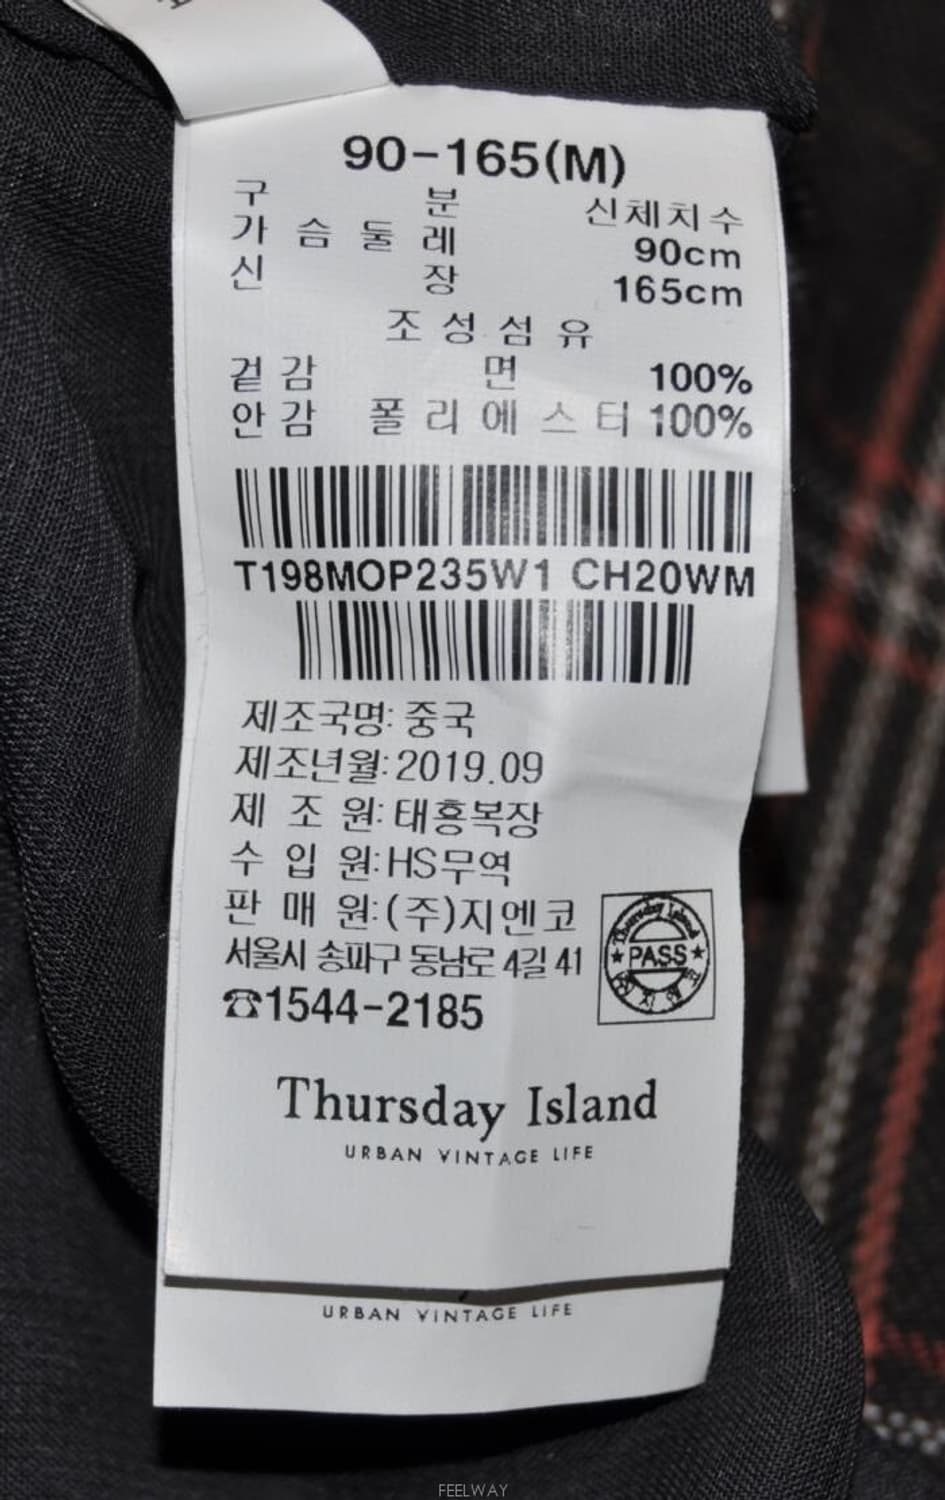 90-165(M)
구 분 신체치수
가 슴 둘 레 90cm
신 장 165cm
조 성 섬 유
겉 감 면 100%
안 감 폴 리 에 스 터 100%
T198MOP235W1 CH20WM
제조국명: 중국
제조년월:2019.09
제 조 원: 태흥복장
수 입 원:HS무역
판 매 원:(주)지엔코
서울시 송파구 동남로 4길 41
☎1544-2185
Thursday Island
PASS
Thursday Island
URBAN VINTAGE LIFE
URBAN VINTAGE LIFE
FEELWAY